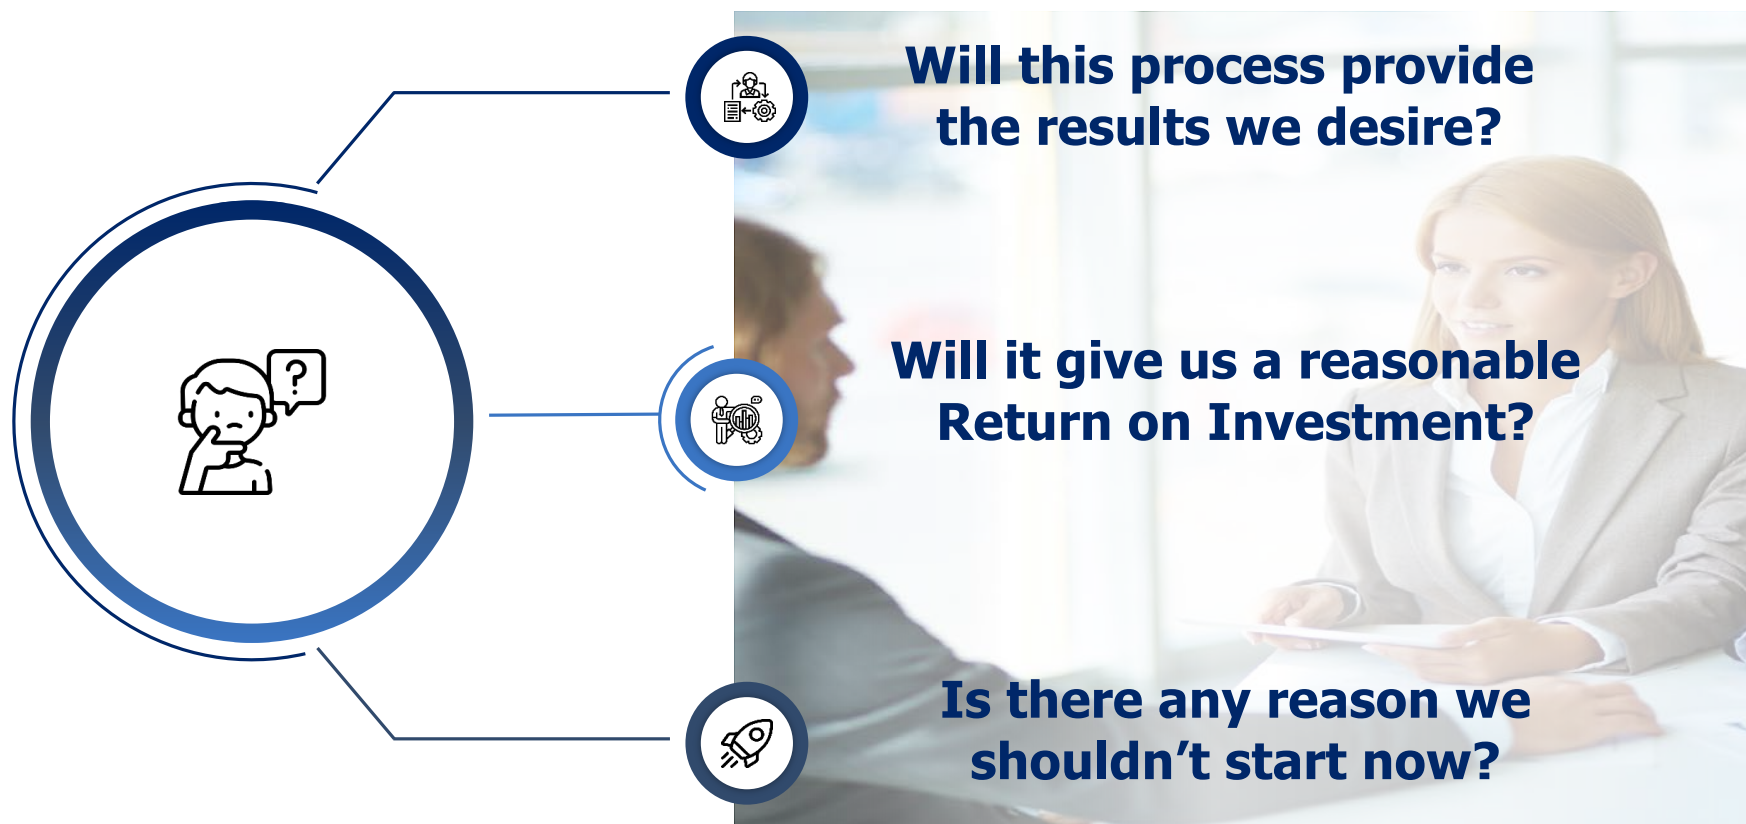 Will this process provide
the results we desire?
?
Will it give us a reasonable
Return on Investment?
Is there any reason we
shouldn’t start now?